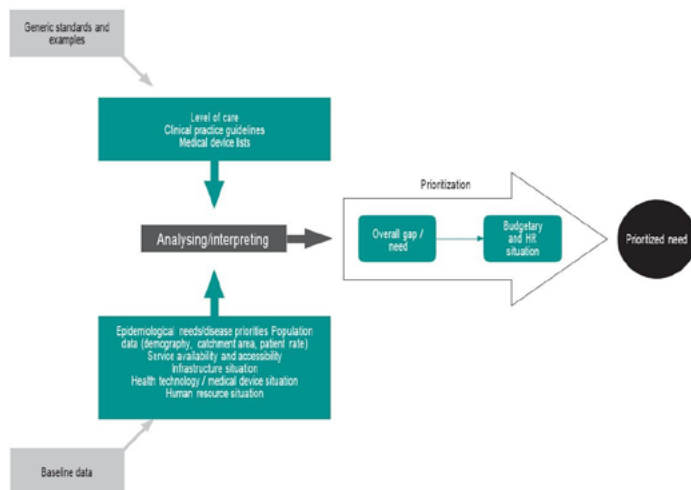 Generic standards and
examples
Level of care
Clinical practice guidelines
Medical device lists
Prioritization
Analysing/interpreting
Overall gap /
need
Budgetary
and HR
situation
Prioritized need
Epidemiological needs/disease priorities Population
data (demography, catchment area, patient rate)
Service availability and accessibility
Infrastructure situation
Health technology / medical device situation
Human resource situation
Baseline data